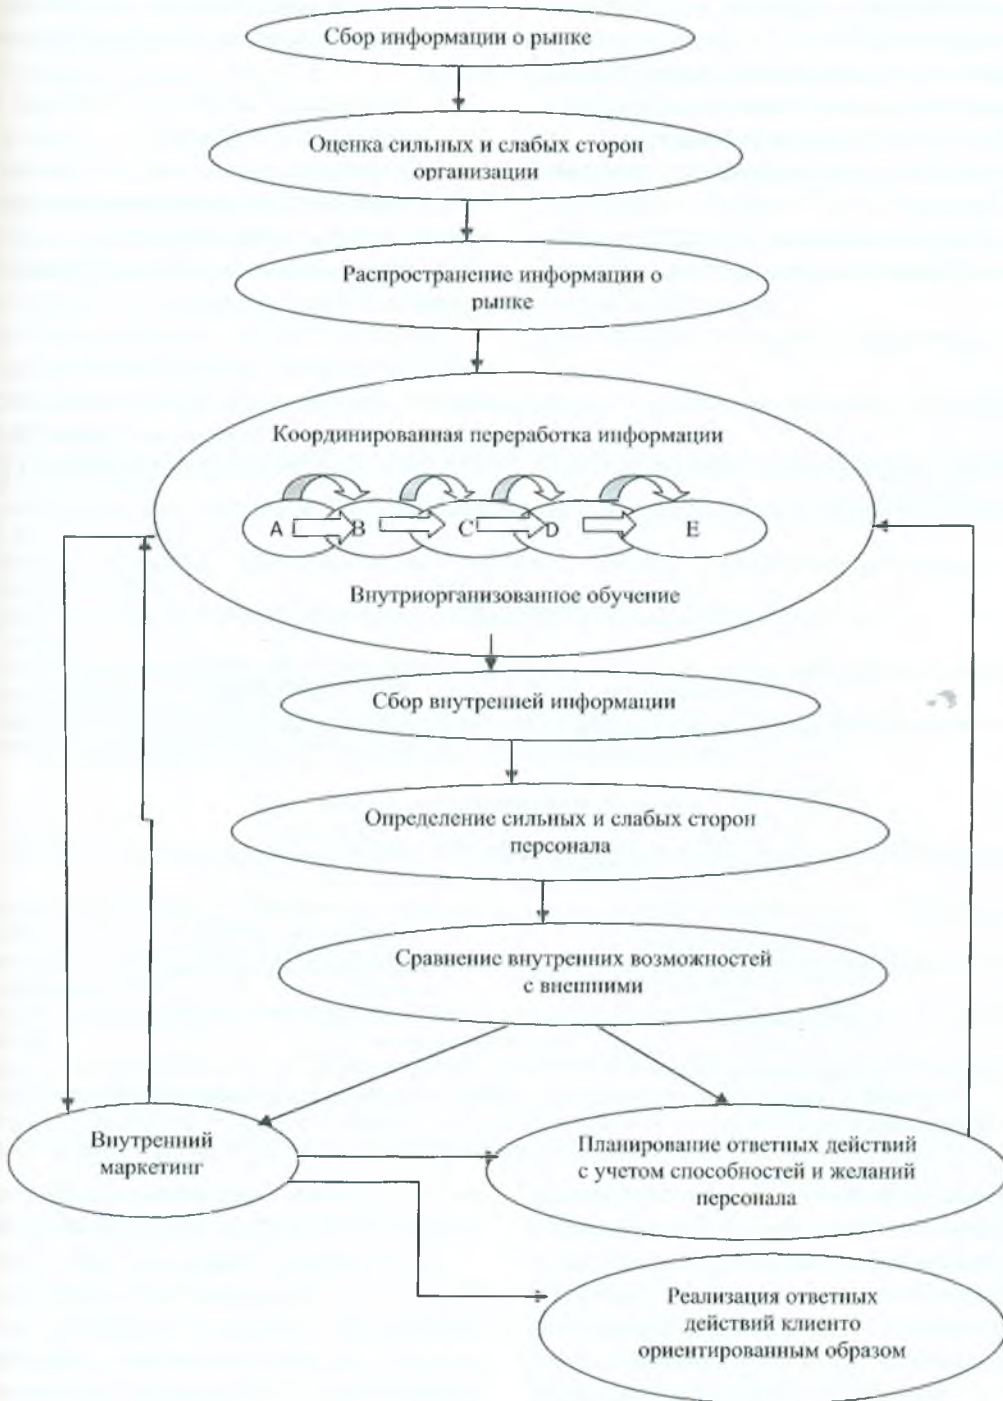 Сбор информации о рынке
Оценка сильных и слабых сторон
организации
Распространение информации о
рынке
Координированная переработка информации
A B C D E
Внутриорганизованное обучение
Сбор внутренней информации
Определение сильных и слабых сторон
персонала
Сравнение внутренних возможностей
с внешними
Внутренний
маркетинг
Планирование ответных действий
с учетом способностей и желаний
персонала
Реализация ответных
действий клиенто
ориентированным образом